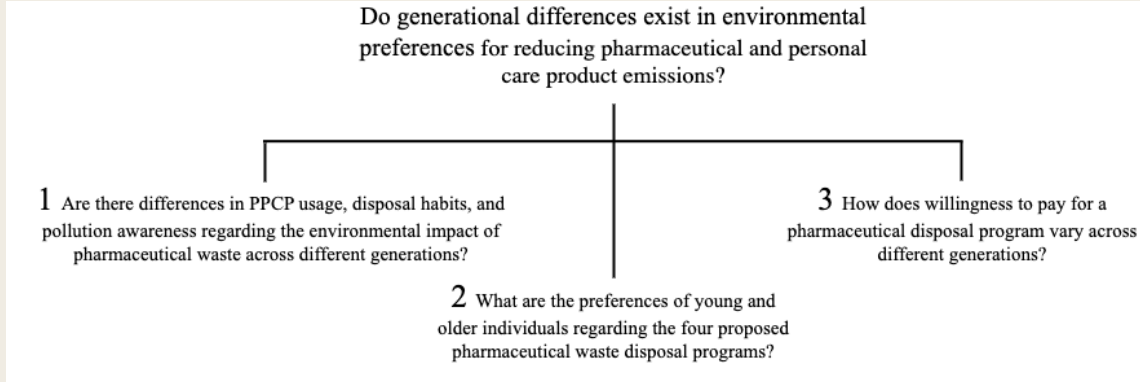 Do generational differences exist in environmental
preferences for reducing pharmaceutical and personal
care product emissions?
1 Are there differences in PPCP usage, disposal habits, and
pollution awareness regarding the environmental impact of
pharmaceutical waste across different generations?
2 What are the preferences of young and
older individuals regarding the four proposed
pharmaceutical waste disposal programs?
3 How does willingness to pay for a
pharmaceutical disposal program vary across
different generations?